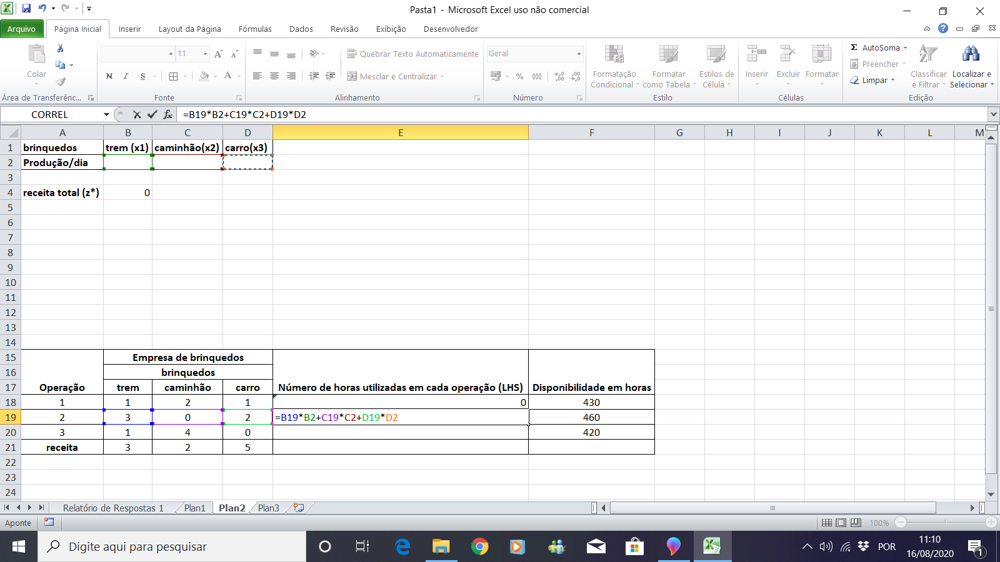 Pasta1 - Microsoft Excel uso não comercial
Arquivo Página Inicial Inserir Layout da Página Fórmulas Dados Revisão Exibição Desenvolvedor
11 Quebrar Texto Automaticamente Geral Σ AutoSoma
Colar Preencher
N I S A Mesclar e Centralizar % 000 Formatação Condicional Formatar como Tabela Estilos de Célula Inserir Excluir Formatar Limpar Classificar e Filtrar Localizar e Selecionar
Área de Transferênc... Fonte Alinhamento Número Estilo Células Edição
CORREL fx =B19*B2+C19*C2+D19*D2
A B C D E F G H I J K L M
1 brinquedos trem (x1) caminhão(x2) carro(x3)
2 Produção/dia
3
4 receita total (z*) 0
5
6
7
8
9
10
11
12
13
14
15 Empresa de brinquedos
16 brinquedos
17 Operação trem caminhão carro Número de horas utilizadas em cada operação (LHS) Disponibilidade em horas
18 1 1 2 1 0 430
19 2 3 0 2 =B19*B2+C19*C2+D19*D2 460
20 3 1 4 0 420
21 receita 3 2 5
22
23
24
Relatório de Respostas 1 Plan1 Plan2 Plan3
Aponte 100%
Digite aqui para pesquisar POR 11:10
16/08/2020 1